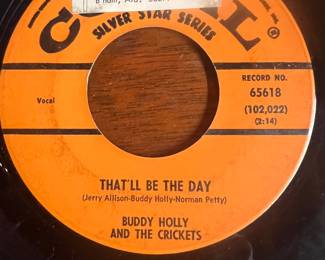 SILVER STAR SERIES
®
RECORD NO.
65618
Vocal
(102,022)
(2:14)
THAT'LL BE THE DAY
(Jerry Allison-Buddy Holly-Norman Petty)
BUDDY HOLLY
AND THE CRICKETS